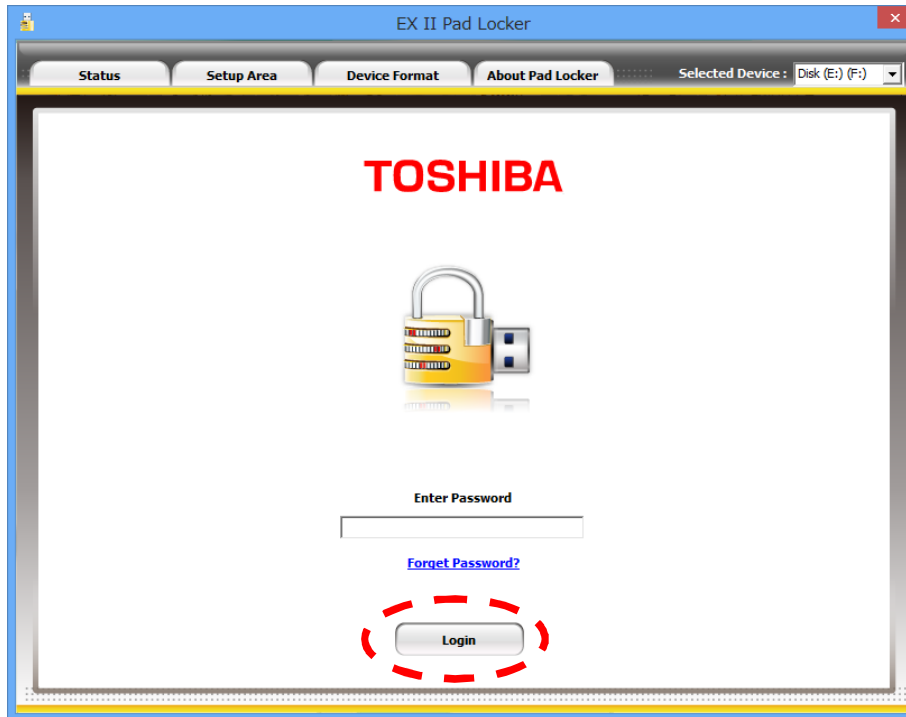 EX II Pad Locker
Status Setup Area Device Format About Pad Locker Selected Device : Disk (E:) (F:)
TOSHIBA
Enter Password
Forget Password?
Login